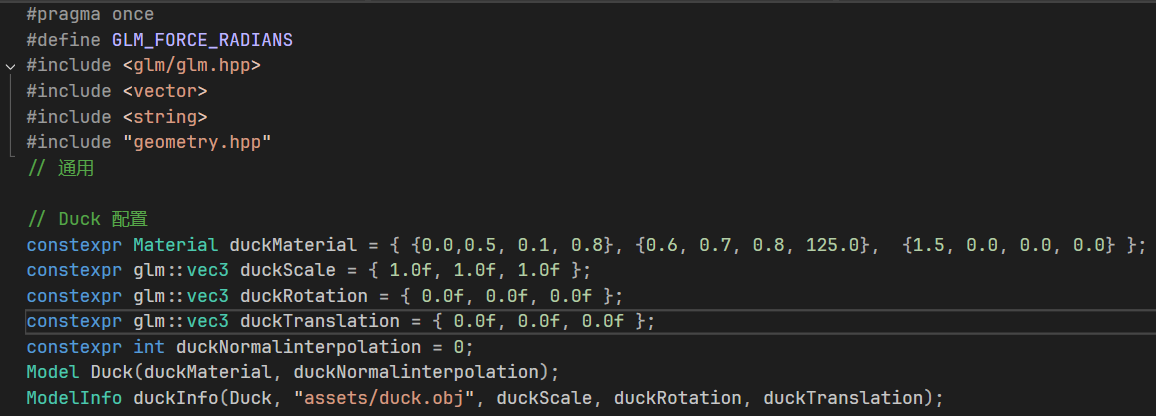 #pragma once
#define GLM_FORCE_RADIANS
#include <glm/glm.hpp>
#include <vector>
#include <string>
#include "geometry.hpp"
// 通用
// Duck 配置
constexpr Material duckMaterial = { {0.0,0.5, 0.1, 0.8}, {0.6, 0.7, 0.8, 125.0},  {1.5, 0.0, 0.0, 0.0} };
constexpr glm::vec3 duckScale = { 1.0f, 1.0f, 1.0f };
constexpr glm::vec3 duckRotation = { 0.0f, 0.0f, 0.0f };
constexpr glm::vec3 duckTranslation = { 0.0f, 0.0f, 0.0f };
constexpr int duckNormalinterpolation = 0;
Model Duck(duckMaterial, duckNormalinterpolation);
ModelInfo duckInfo(Duck, "assets/duck.obj", duckScale, duckRotation, duckTranslation);